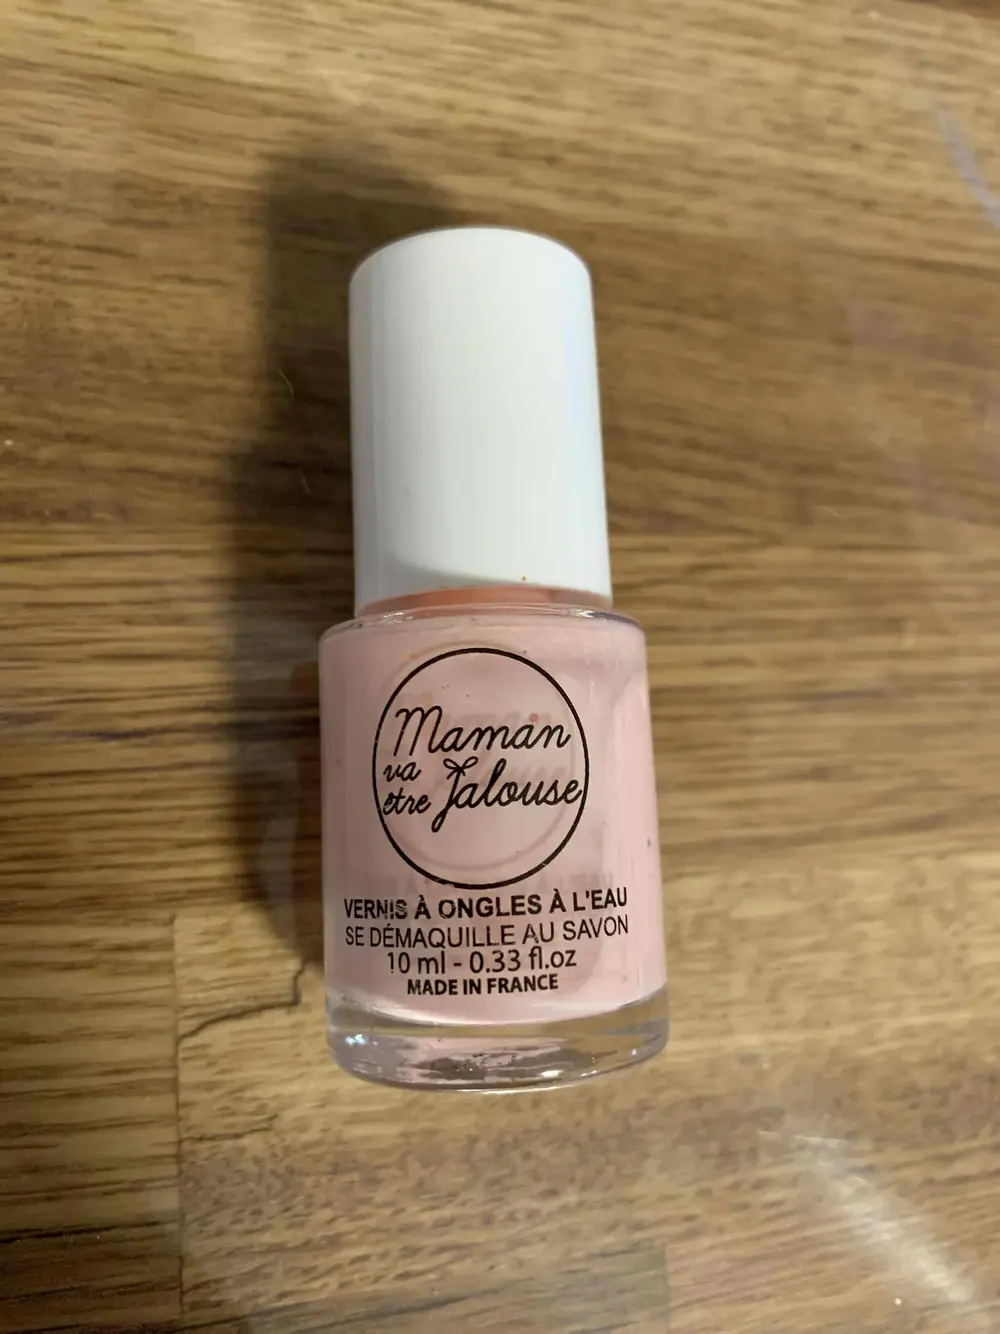 Maman
va
être Jalouse
VERNIS À ONGLES À L'EAU
SE DÉMAQUILLE AU SAVON
10 ml - 0.33 fl.oz
MADE IN FRANCE